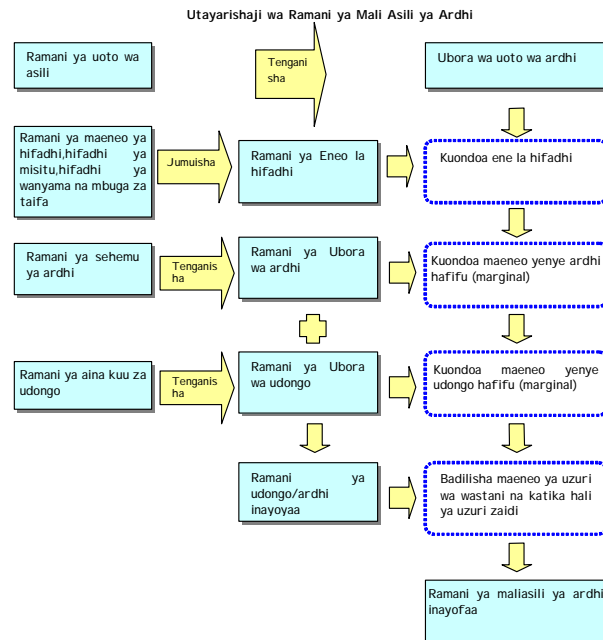 Utayarishaji wa Ramani ya Mali Asili ya Ardhi
Ramani ya uoto wa
asili
Tengani
sha
Ubora wa uoto wa ardhi
Ramani ya maeneo ya
hifadhi,hifadhi ya
misitu,hifadhi ya
wanyama na mbuga za
taifa
Jumuisha
Ramani ya Eneo la
hifadhi
Kuondoa ene la hifadhi
Ramani ya sehemu
ya ardhi
Tenganis
ha
Ramani ya Ubora
wa ardhi
Kuondoa maeneo yenye ardhi
hafifu (marginal)
Ramani ya aina kuu za
udongo
Tenganis
ha
Ramani ya Ubora
wa udongo
Kuondoa maeneo yenye
udongo hafifu (marginal)
Ramani ya
udongo/ardhi
inayoyaa
Badilisha maeneo ya uzuri
wa wastani na katika hali
ya uzuri zaidi
Ramani ya maliasili ya ardhi
inayofaa